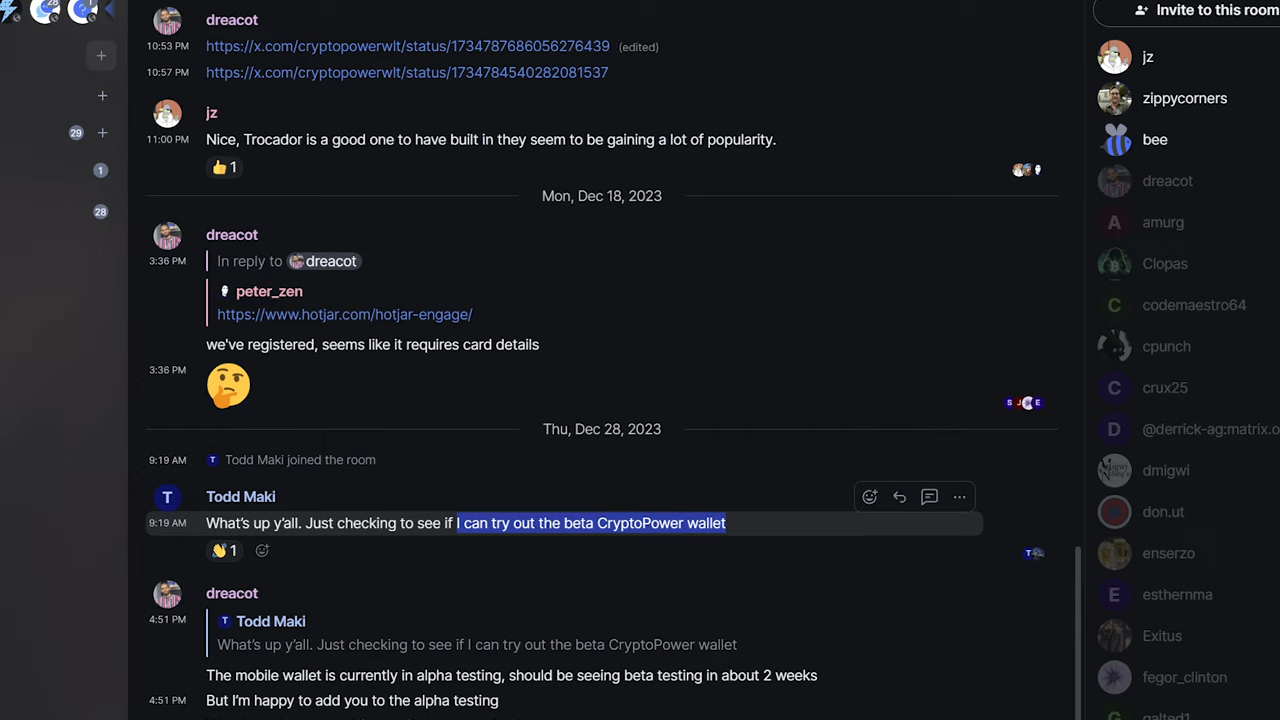 28
dreacot
10:53 PM https://x.com/cryptopowerwlt/status/1734787686056276439 (edited)
10:57 PM https://x.com/cryptopowerwlt/status/1734784540282081537
jz
11:00 PM Nice, Trocador is a good one to have built in they seem to be gaining a lot of popularity.
1
Mon, Dec 18, 2023
dreacot
3:36 PM In reply to dreacot
peter_zen
https://www.hotjar.com/hotjar-engage/
we've registered, seems like it requires card details
3:36 PM
S J E
Thu, Dec 28, 2023
9:19 AM T Todd Maki joined the room
T Todd Maki
9:19 AM What's up y'all. Just checking to see if I can try out the beta CryptoPower wallet
1
T
dreacot
4:51 PM T Todd Maki
What's up y'all. Just checking to see if I can try out the beta CryptoPower wallet
The mobile wallet is currently in alpha testing, should be seeing beta testing in about 2 weeks
4:51 PM But I'm happy to add you to the alpha testing
29
1
28
Invite to this room
jz
zippycorners
bee
dreacot
A amurg
Clopas
C codemaestro64
cpunch
C crux25
D @derrick-ag:matrix.o
dmigwi
don.ut
enserzo
E esthernma
Exitus
fegor_clinton
G galted1